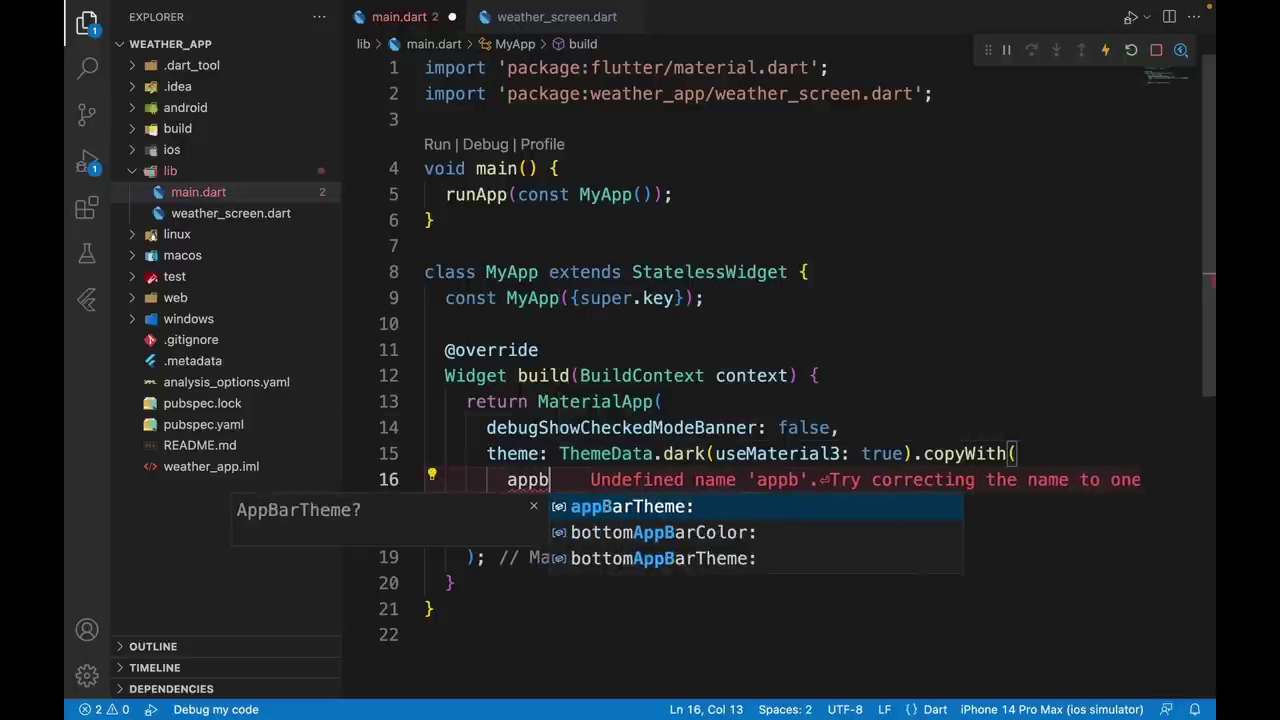 EXPLORER
main.dart 2
weather_screen.dart
WEATHER_APP
lib
main.dart
MyApp
build
.dart_tool
.idea
android
build
ios
lib
main.dart 2
weather_screen.dart
linux
macos
test
web
windows
.gitignore
.metadata
analysis_options.yaml
pubspec.lock
pubspec.yaml
README.md
weather_app.iml
OUTLINE
TIMELINE
DEPENDENCIES
1 import 'package:flutter/material.dart';
2 import 'package:weather_app/weather_screen.dart';
3
Run | Debug | Profile
4 void main() {
5 runApp(const MyApp());
6 }
7
8 class MyApp extends StatelessWidget {
9 const MyApp({super.key});
10
11 @override
12 Widget build(BuildContext context) {
13 return MaterialApp(
14 debugShowCheckedModeBanner: false,
15 theme: ThemeData.dark(useMaterial3: true).copyWith(
16 appb Undefined name 'appb'.⏎Try correcting the name to one
AppBarTheme?
appBarTheme:
bottomAppBarColor:
bottomAppBarTheme:
19 ); // Ma
20 }
21 }
22
1
1
2 0
Debug my code
Ln 16, Col 13
Spaces: 2
UTF-8
LF
{} Dart
iPhone 14 Pro Max (ios simulator)